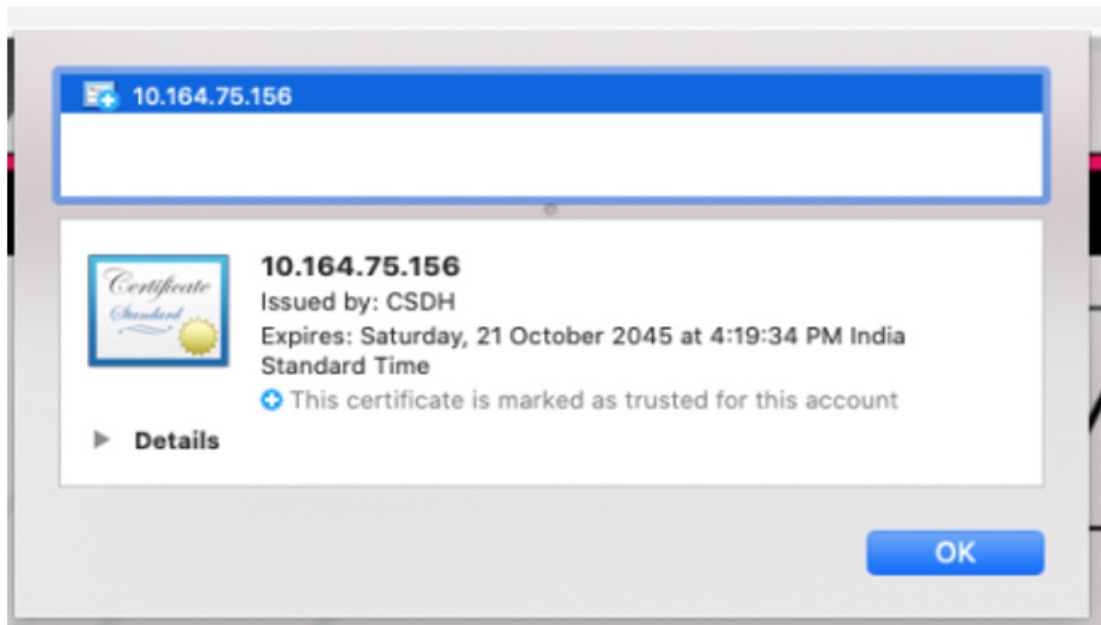 10.164.75.156
Certificate
Standard
10.164.75.156
Issued by: CSDH
Expires: Saturday, 21 October 2045 at 4:19:34 PM India
Standard Time
This certificate is marked as trusted for this account
Details
OK